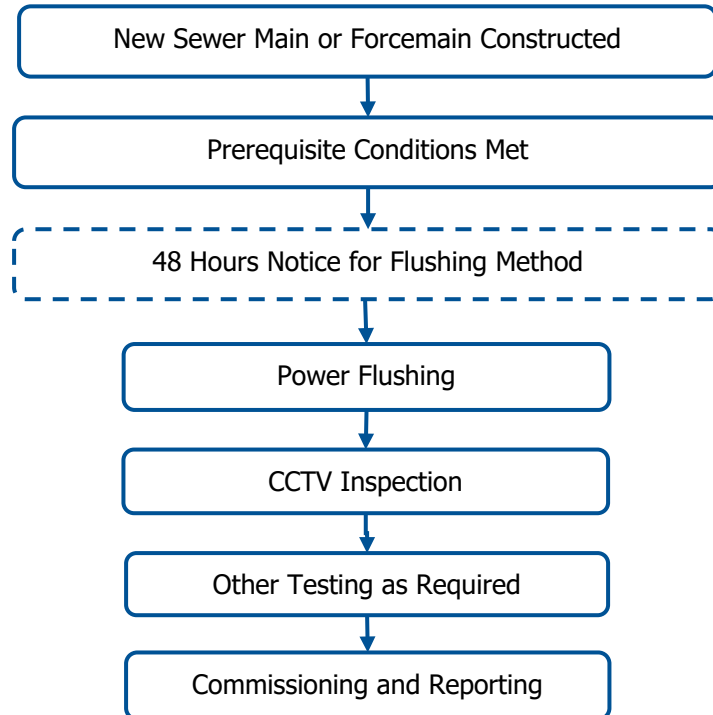 New Sewer Main or Forcemain Constructed
Prerequisite Conditions Met
48 Hours Notice for Flushing Method
Power Flushing
CCTV Inspection
Other Testing as Required
Commissioning and Reporting